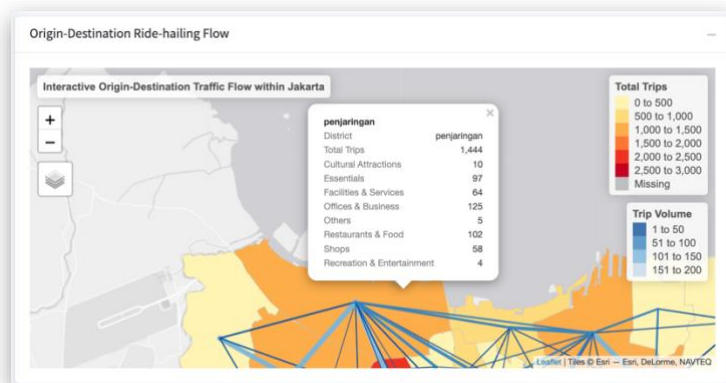 Origin-Destination Ride-hailing Flow
Interactive Origin-Destination Traffic Flow within Jakarta
+
−
penjaringan
District penjaringan
Total Trips 1,444
Cultural Attractions 10
Essentials 97
Facilities & Services 64
Offices & Business 125
Others 5
Restaurants & Food 102
Shops 58
Recreation & Entertainment 4
Total Trips
0 to 500
500 to 1,000
1,000 to 1,500
1,500 to 2,000
2,000 to 2,500
2,500 to 3,000
Missing
Trip Volume
1 to 50
51 to 100
101 to 150
151 to 200
Leaflet | Tiles © Esri — Esri, DeLorme, NAVTEQ